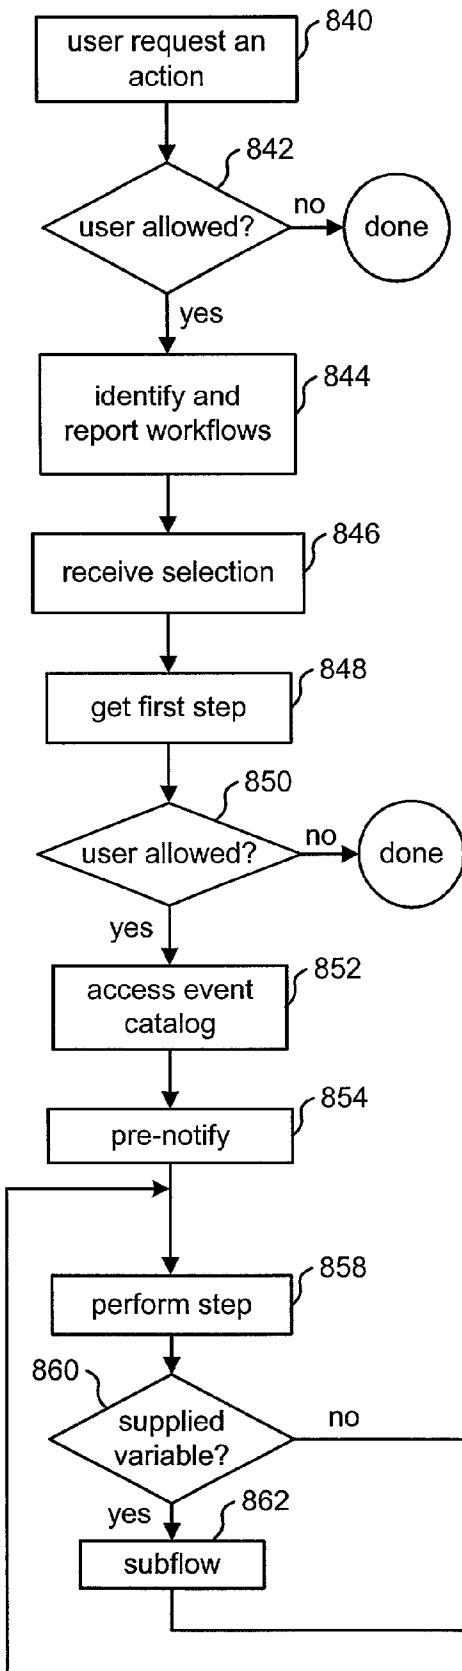 840
user request an
action
842
user allowed?
no
done
yes
844
identify and
report workflows
846
receive selection
848
get first step
850
user allowed?
no
done
yes
852
access event
catalog
854
pre-notify
858
perform step
860
supplied
variable?
no
yes
862
subflow